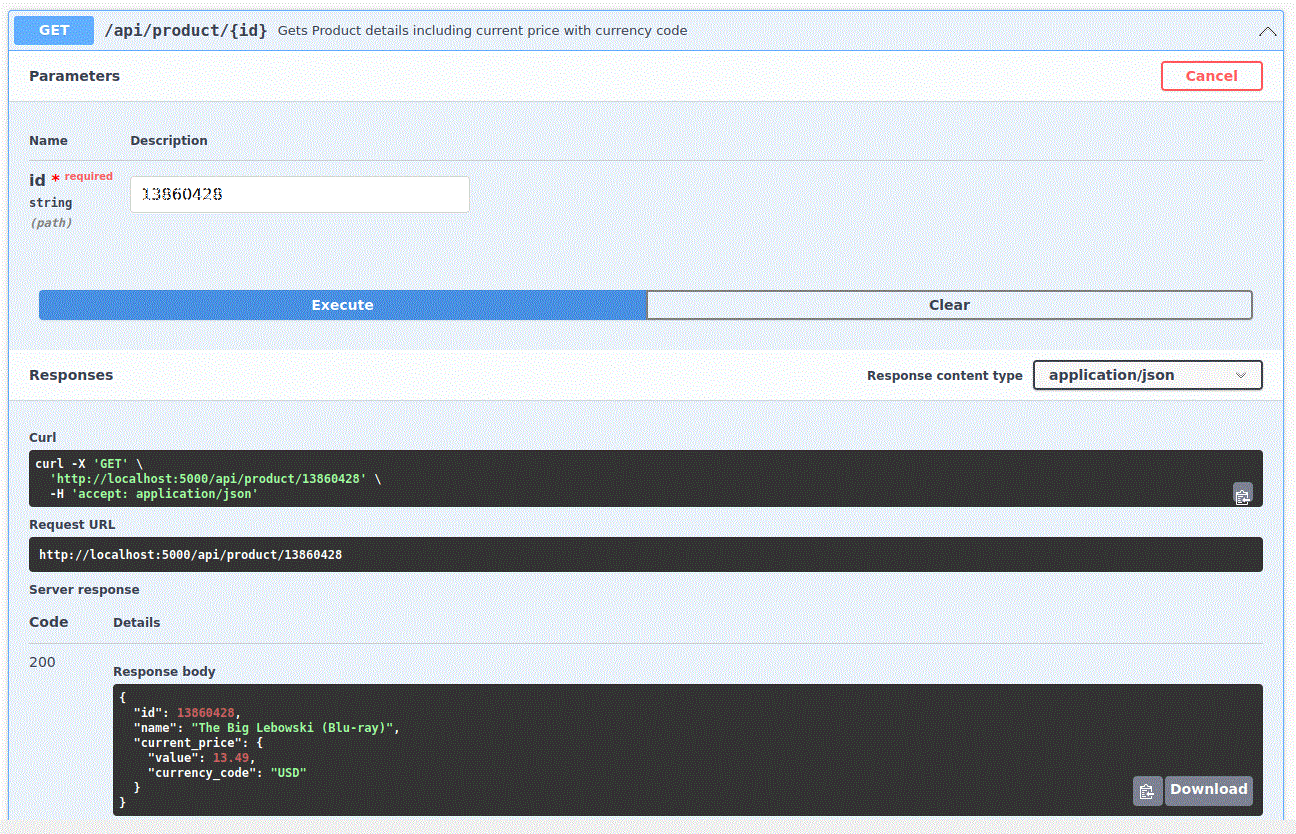 GET /api/product/{id} Gets Product details including current price with currency code
Parameters Cancel
Name Description
id * required 13860428
string
(path)
Execute Clear
Responses Response content type application/json
Curl
curl -X 'GET' \
  'http://localhost:5000/api/product/13860428' \
  -H 'accept: application/json'
Request URL
http://localhost:5000/api/product/13860428
Server response
Code Details
200
Response body
{
  "id": 13860428,
  "name": "The Big Lebowski (Blu-ray)",
  "current_price": {
    "value": 13.49,
    "currency_code": "USD"
  }
}
Download